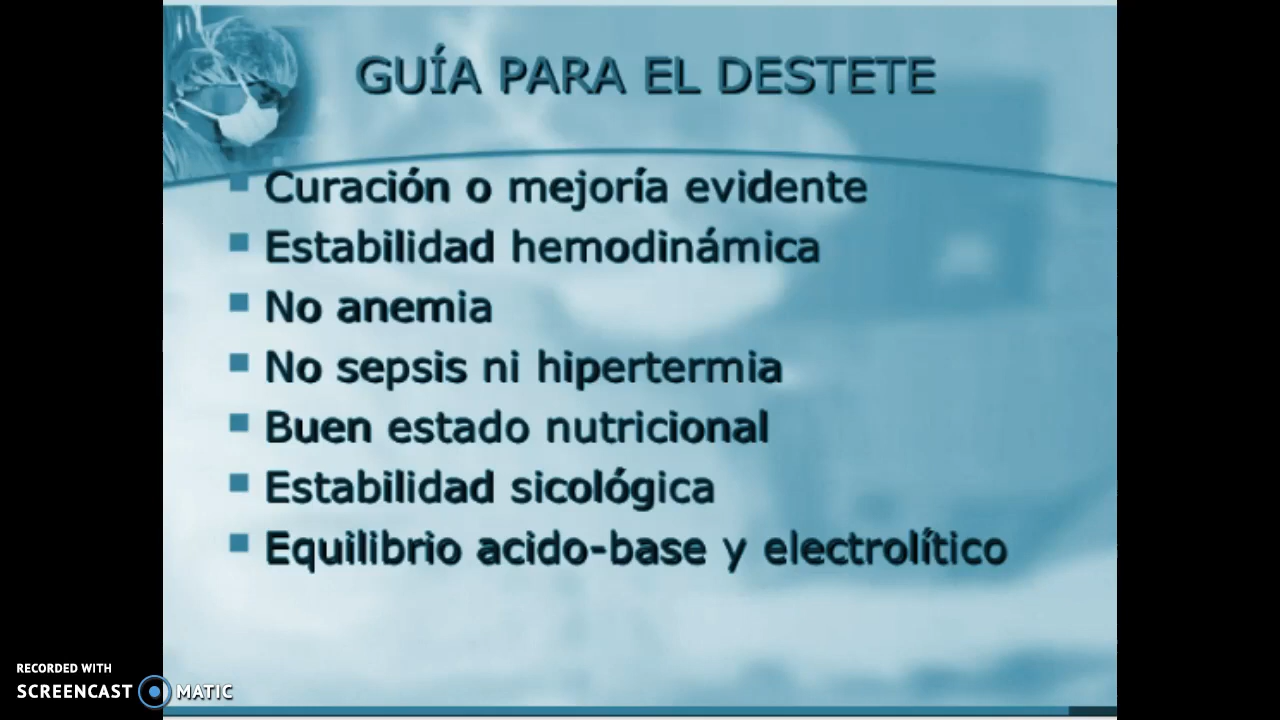 GUÍA PARA EL DESTETE
Curación o mejoría evidente
Estabilidad hemodinámica
No anemia
No sepsis ni hipertermia
Buen estado nutricional
Estabilidad sicológica
Equilibrio acido-base y electrolítico
RECORDED WITH
SCREENCAST MATIC